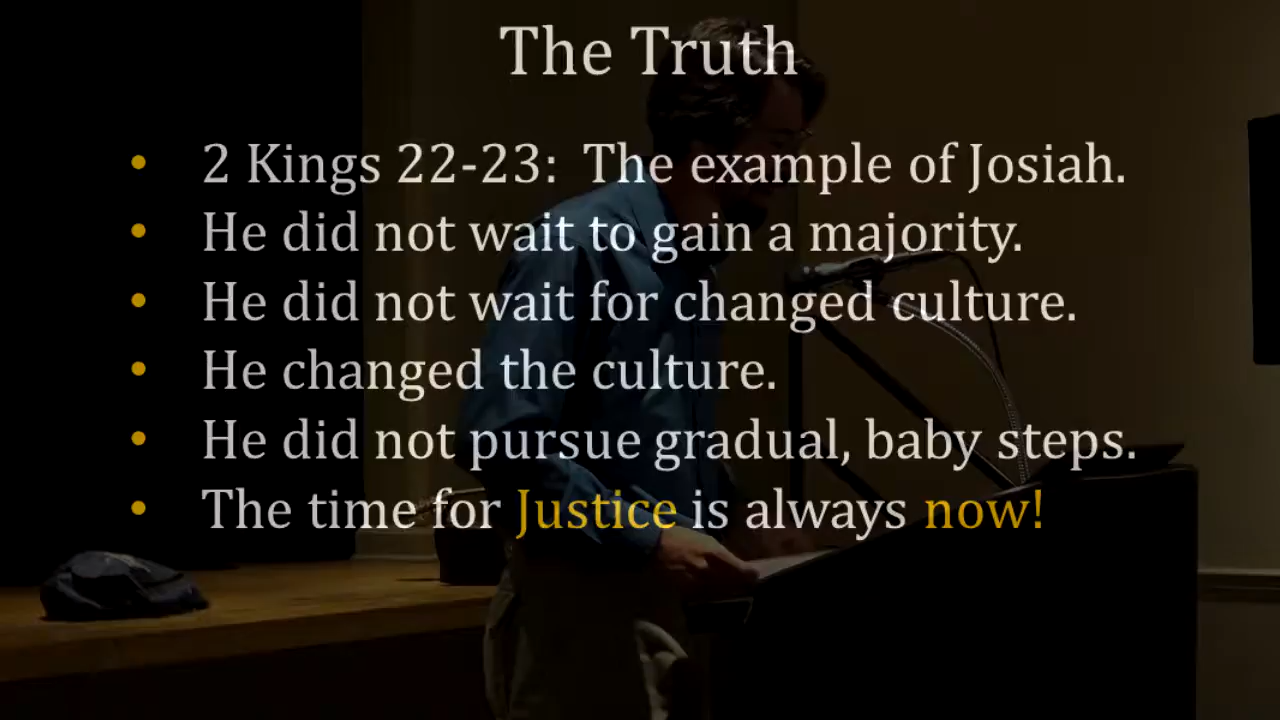 The Truth
• 2 Kings 22-23:  The example of Josiah.
• He did not wait to gain a majority.
• He did not wait for changed culture.
• He changed the culture.
• He did not pursue gradual, baby steps.
• The time for Justice is always now!